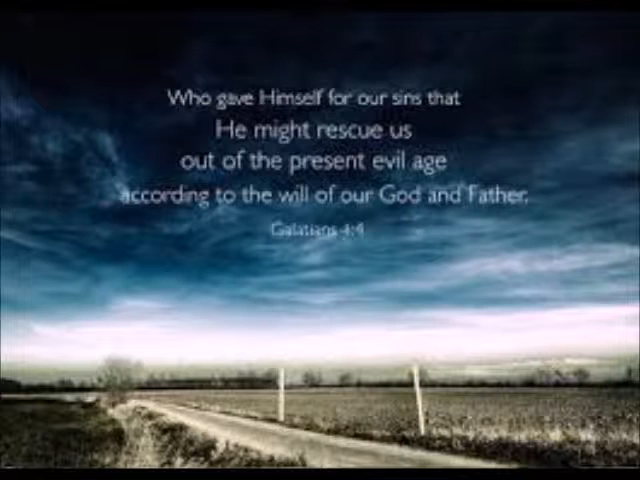 Who gave Himself for our sins that
He might rescue us
out of the present evil age
according to the will of our God and Father.
Galatians 4:4